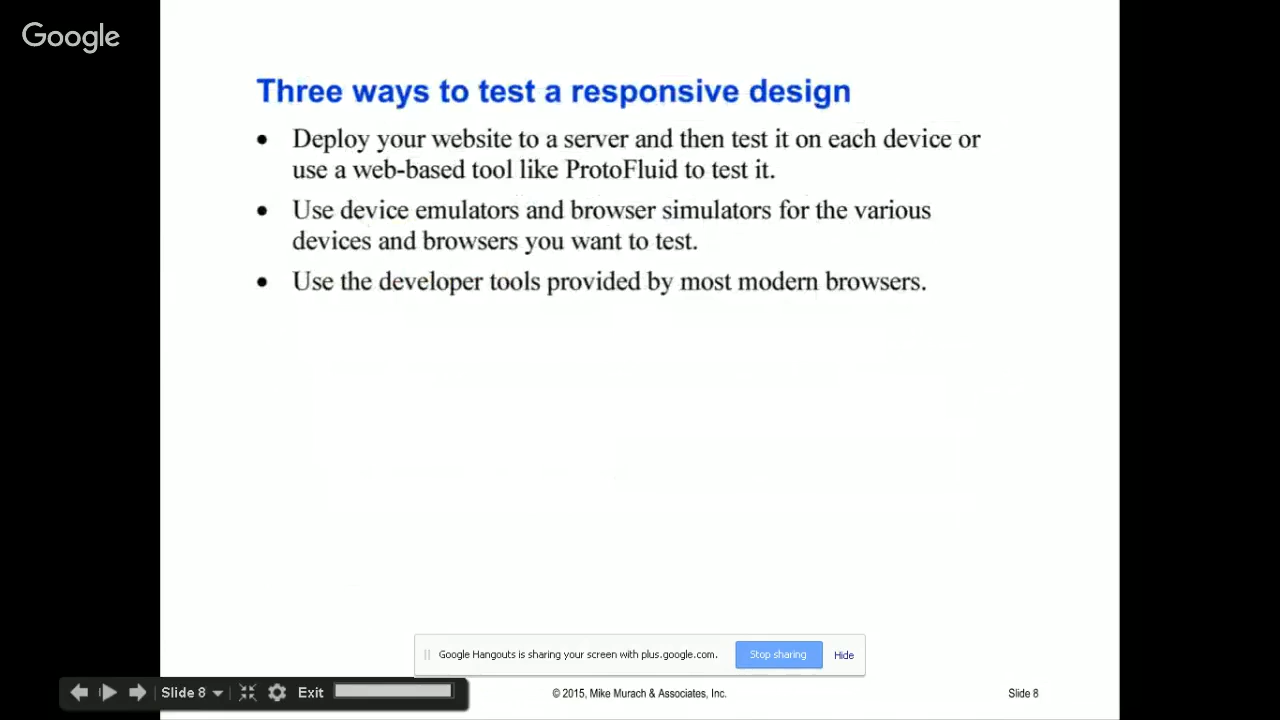 Google
Three ways to test a responsive design
• Deploy your website to a server and then test it on each device or
use a web-based tool like ProtoFluid to test it.
• Use device emulators and browser simulators for the various
devices and browsers you want to test.
• Use the developer tools provided by most modern browsers.
Google Hangouts is sharing your screen with plus.google.com. Stop sharing Hide
Slide 8 Exit
© 2015, Mike Murach & Associates, Inc. Slide 8